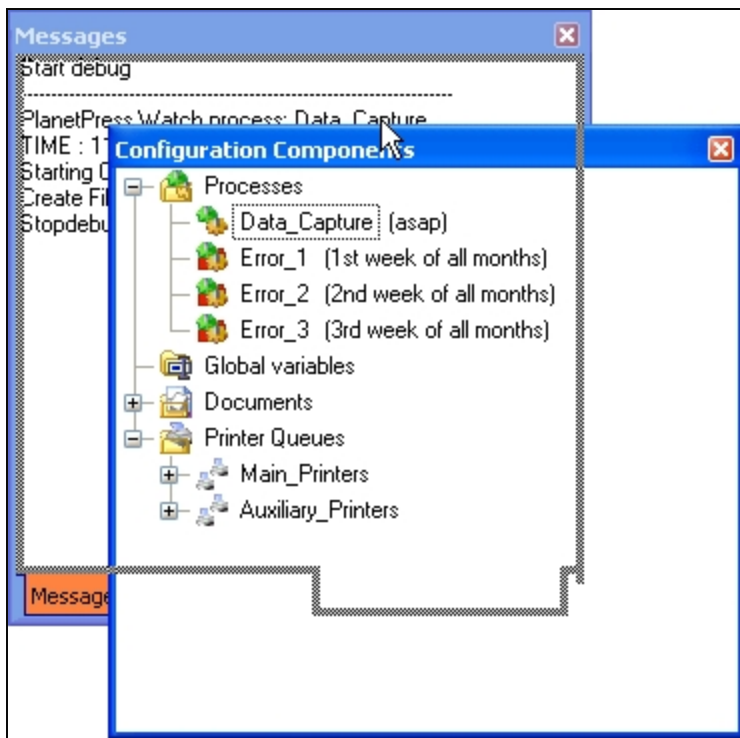 Messages
Start debug
PlanetPress Watch process: Data_Capture
TIME : 1
Starting
Create Fil
Stopdebu
Configuration Components
Processes
Data_Capture (asap)
Error_1 (1st week of all months)
Error_2 (2nd week of all months)
Error_3 (3rd week of all months)
Global variables
Documents
Printer Queues
Main_Printers
Auxiliary_Printers
Message